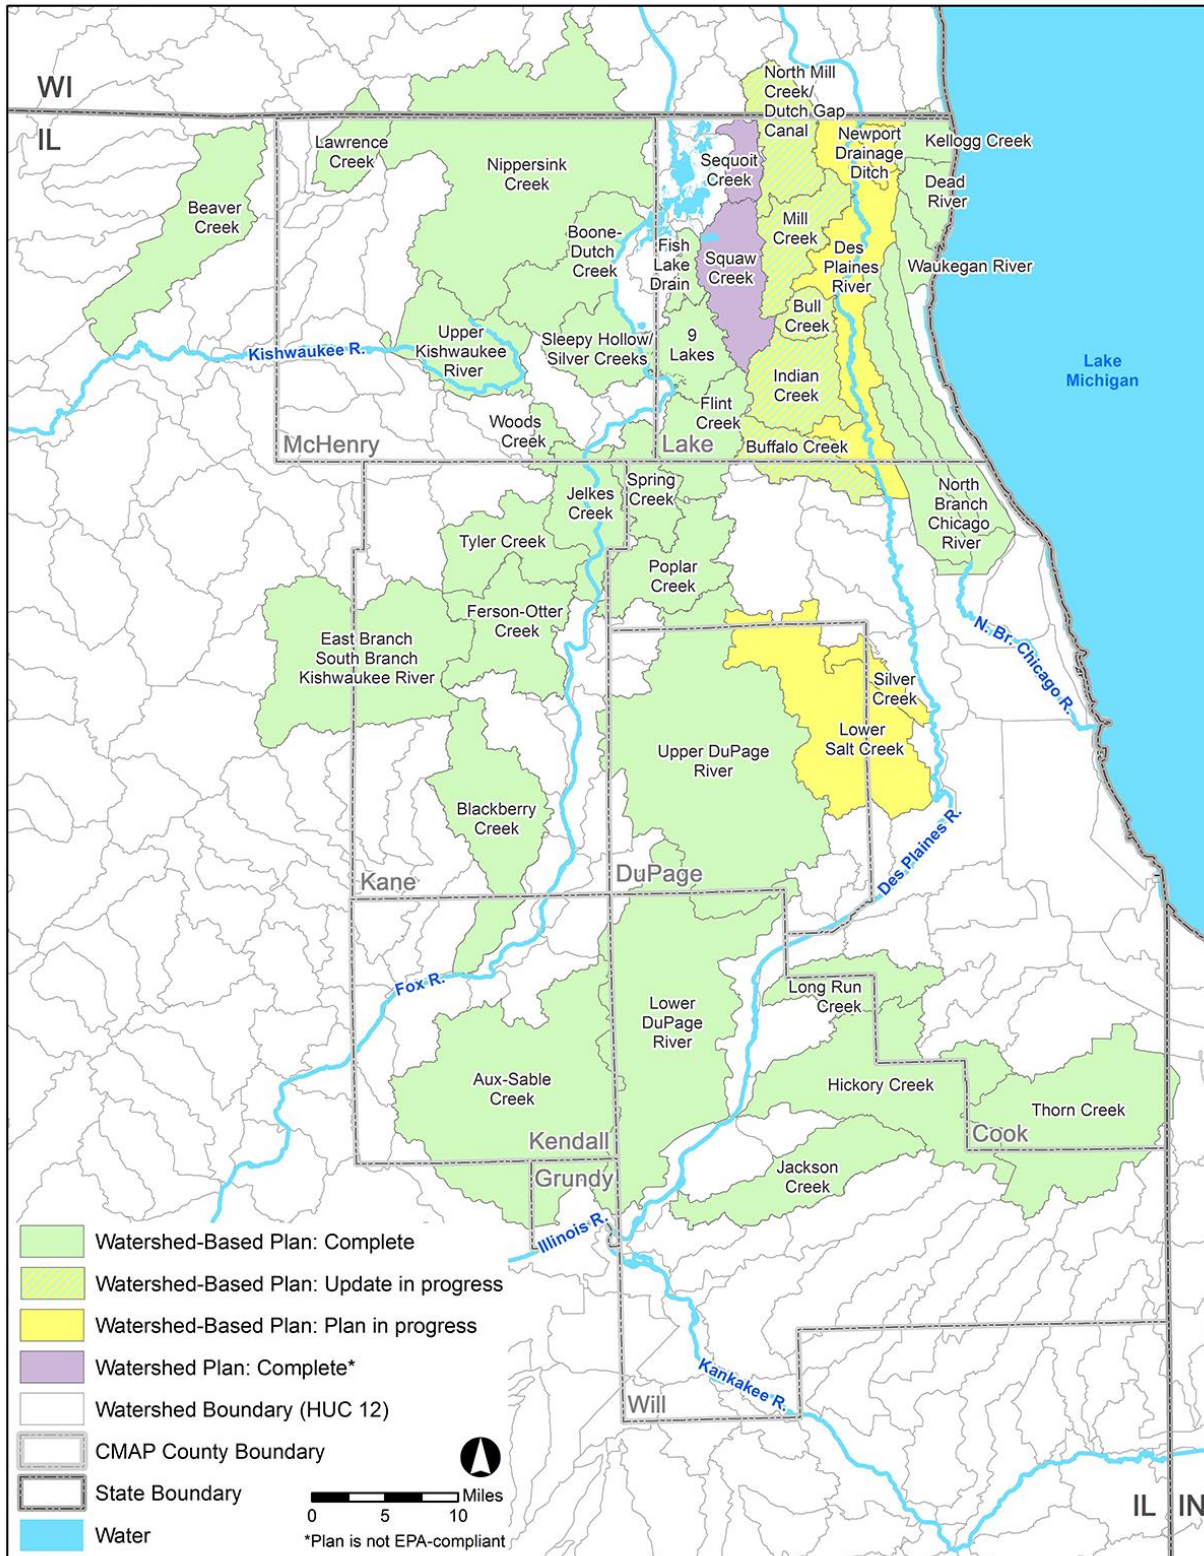 WI
IL
North Mill
Creek/
Dutch Gap
Canal
Lawrence
Creek
Nippersink
Creek
Sequoit
Creek
Newport
Drainage
Ditch
Kellogg Creek
Dead
River
Beaver
Creek
Boone-
Dutch
Creek
Fish
Lake
Drain
Squaw
Creek
Mill
Creek
Des
Plaines
River
Waukegan River
Bull
Creek
Kishwaukee R.
Upper
Kishwaukee
River
Sleepy Hollow/
Silver Creeks
9
Lakes
Indian
Creek
Lake
Michigan
Woods
Creek
Flint
Creek
Buffalo Creek
McHenry
Lake
Jelkes
Creek
Spring
Creek
North
Branch
Chicago
River
Tyler Creek
Poplar
Creek
Ferson-Otter
Creek
East Branch
South Branch
Kishwaukee River
N. Br. Chicago R.
Silver
Creek
Lower
Salt Creek
Upper DuPage
River
Blackberry
Creek
Des Plaines R.
Kane
DuPage
Fox R.
Long Run
Creek
Lower
DuPage
River
Aux-Sable
Creek
Hickory Creek
Thorn Creek
Kendall
Cook
Grundy
Jackson
Creek
Illinois R.
Kankakee R.
Will
Watershed-Based Plan: Complete
Watershed-Based Plan: Update in progress
Watershed-Based Plan: Plan in progress
Watershed Plan: Complete*
Watershed Boundary (HUC 12)
CMAP County Boundary
State Boundary
Water
Miles
0 5 10
*Plan is not EPA-compliant
IL
IN